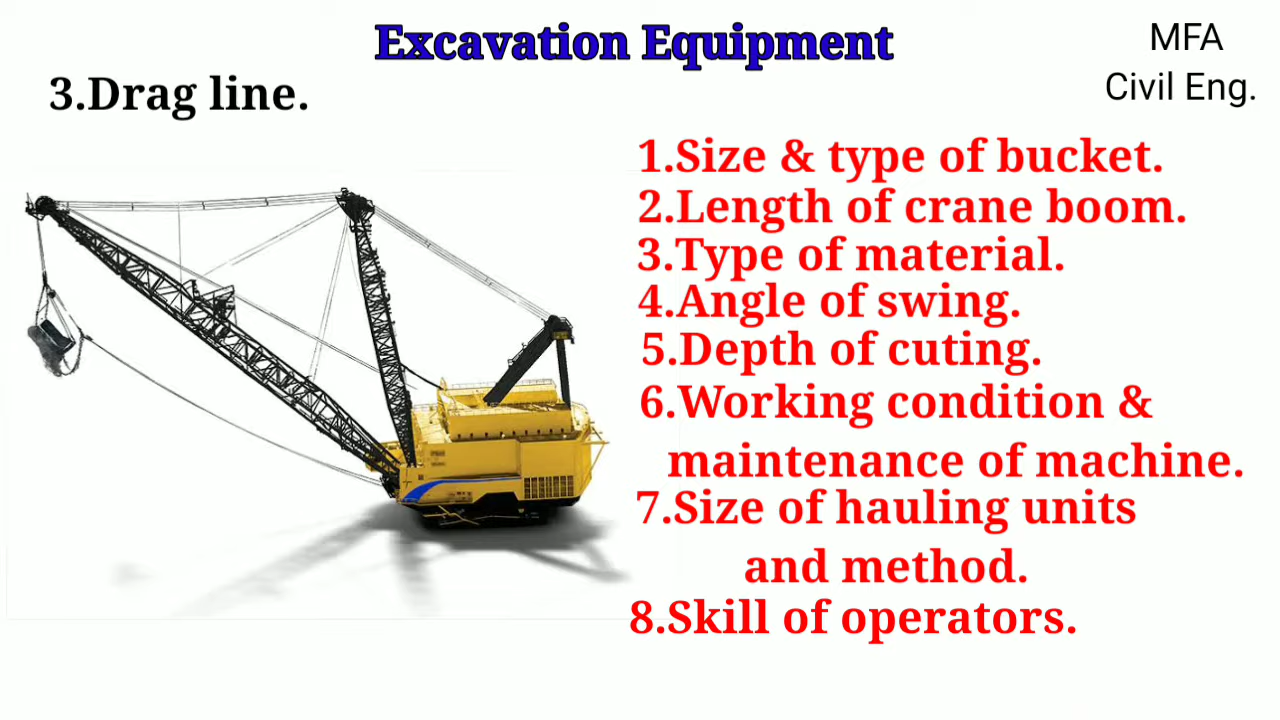 Excavation Equipment
MFA
Civil Eng.
3.Drag line.
1.Size & type of bucket.
2.Length of crane boom.
3.Type of material.
4.Angle of swing.
5.Depth of cuting.
6.Working condition &
maintenance of machine.
7.Size of hauling units
and method.
8.Skill of operators.